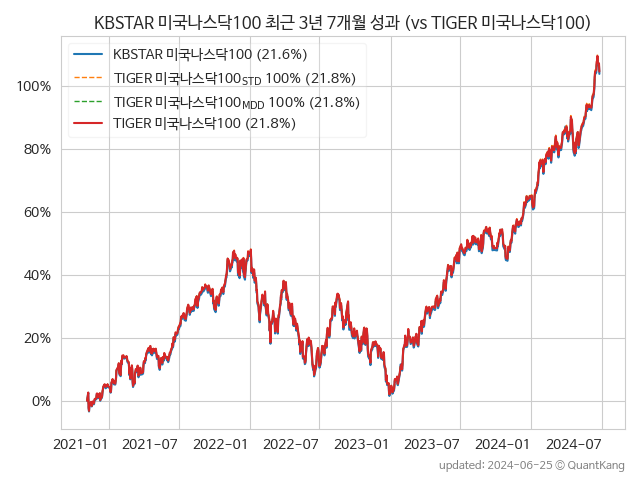 KBSTAR 미국나스닥100 최근 3년 7개월 성과 (vs TIGER 미국나스닥100)
KBSTAR 미국나스닥100 (21.6%)
TIGER 미국나스닥100STD 100% (21.8%)
TIGER 미국나스닥100MDD 100% (21.8%)
TIGER 미국나스닥100 (21.8%)
100%
80%
60%
40%
20%
0%
2021-01 2021-07 2022-01 2022-07 2023-01 2023-07 2024-01 2024-07
updated: 2024-06-25 © QuantKang